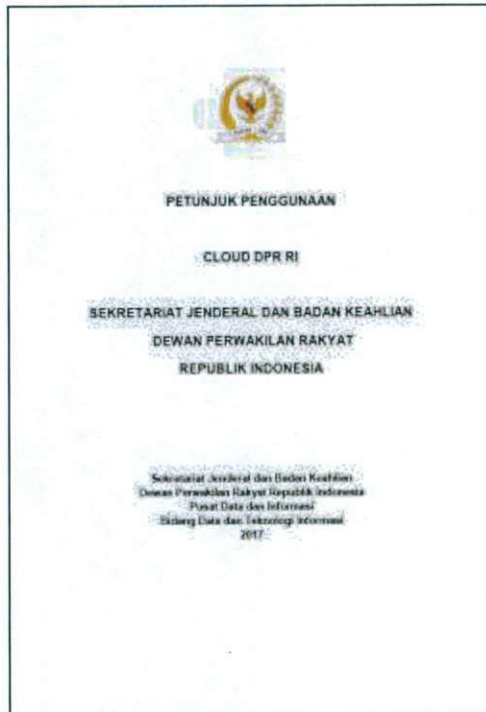 PETUNJUK PENGGUNAAN
CLOUD DPR RI
SEKRETARIAT JENDERAL DAN BADAN KEAHLIAN
DEWAN PERWAKILAN RAKYAT
REPUBLIK INDONESIA
Sekretariat Jenderal dan Badan Keahlian
Dewan Perwakilan Rakyat Republik Indonesia
Pusat Data dan Informasi
Bidang Data dan Teknologi Informasi
2017